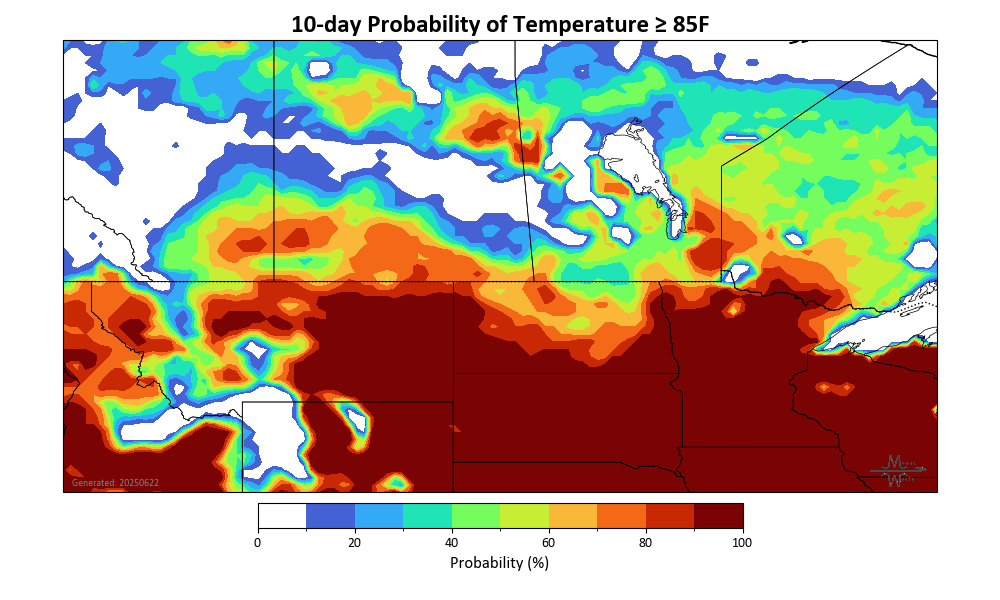 10-day Probability of Temperature ≥ 85F
Generated: 20250622
0 20 40 60 80 100
Probability (%)